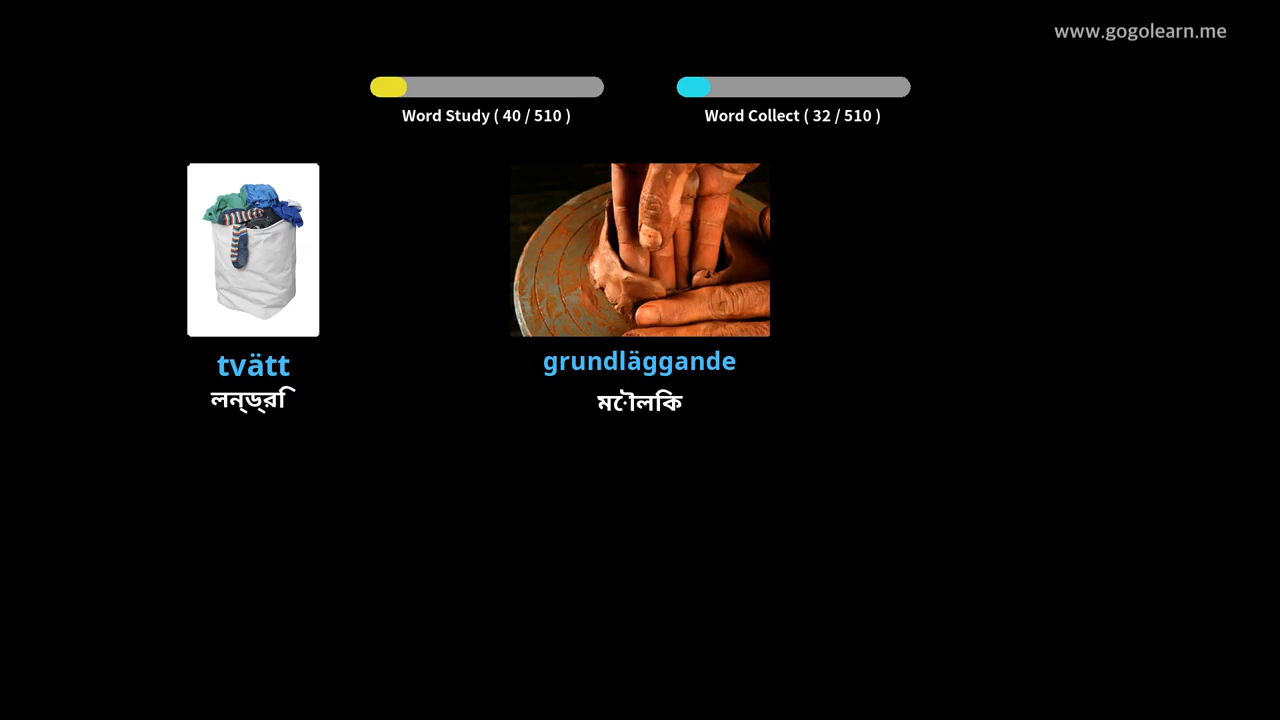 www.gogolearn.me
Word Study ( 40 / 510 )
Word Collect ( 32 / 510 )
tvätt
লন্ড্রি
grundläggande
মৌলিক